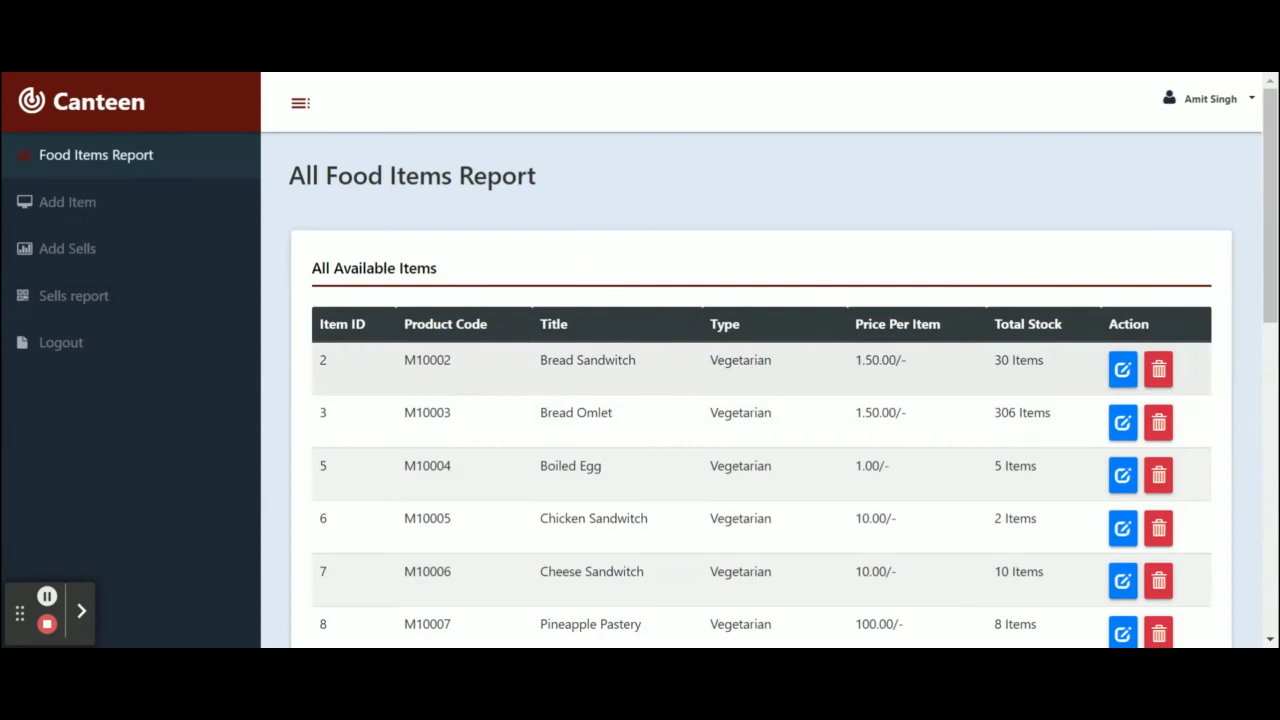 Canteen
Amit Singh
Food Items Report
Add Item
Add Sells
Sells report
Logout
All Food Items Report
All Available Items
Item ID Product Code Title Type Price Per Item Total Stock Action
2 M10002 Bread Sandwitch Vegetarian 1.50.00/- 30 Items
3 M10003 Bread Omlet Vegetarian 1.50.00/- 306 Items
5 M10004 Boiled Egg Vegetarian 1.00/- 5 Items
6 M10005 Chicken Sandwitch Vegetarian 10.00/- 2 Items
7 M10006 Cheese Sandwitch Vegetarian 10.00/- 10 Items
8 M10007 Pineapple Pastery Vegetarian 100.00/- 8 Items